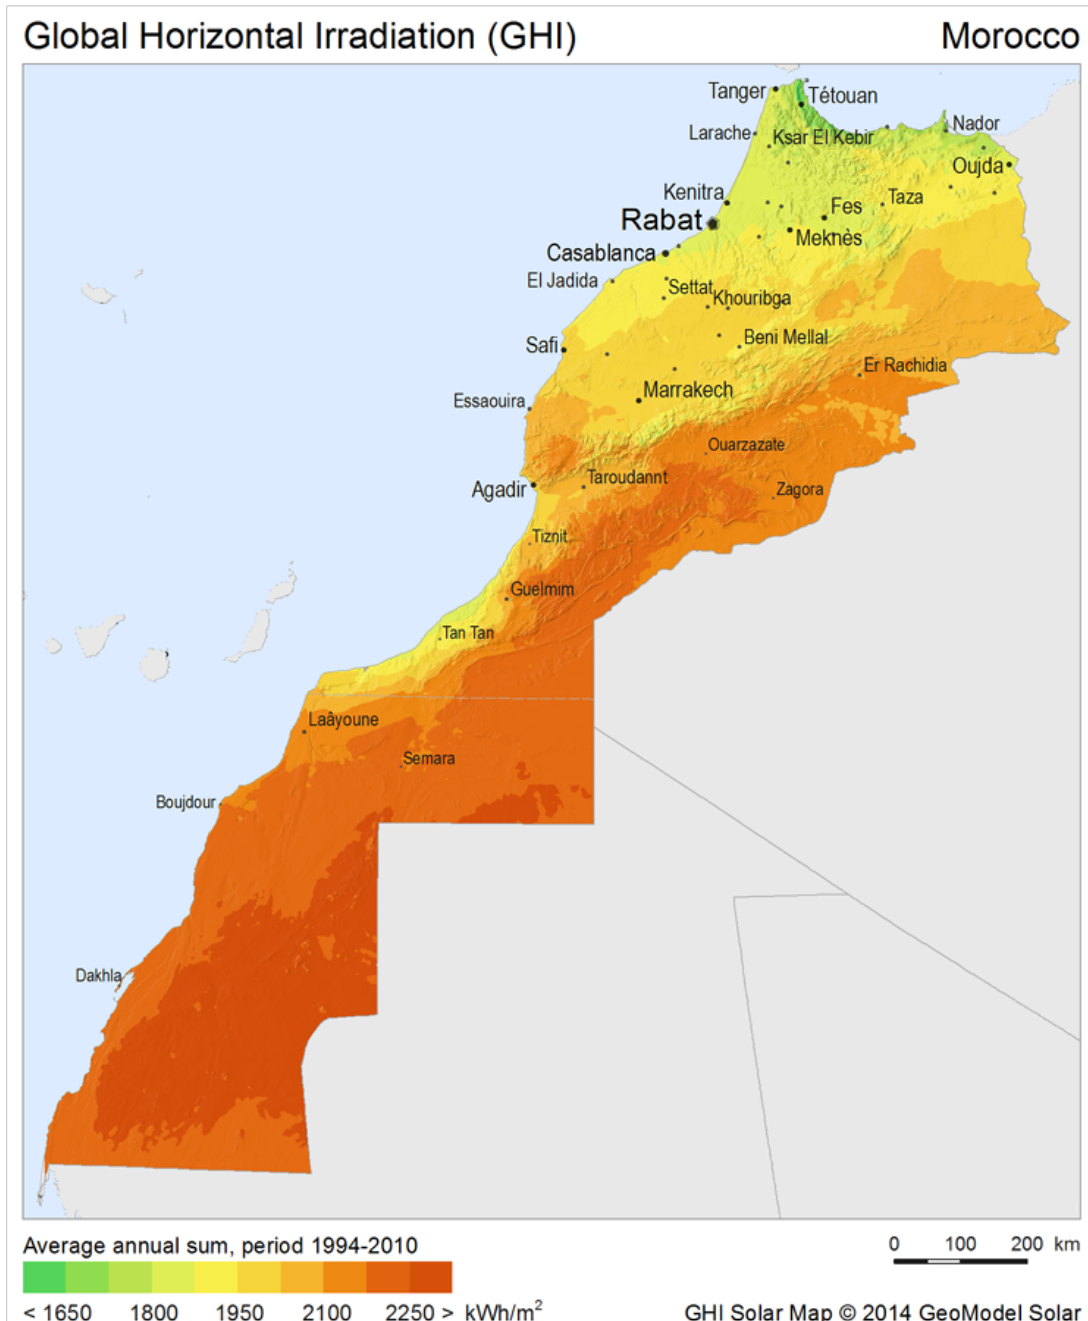 Global Horizontal Irradiation (GHI)
Morocco
Tanger
Tétouan
Larache
Ksar El Kebir
Nador
Oujda
Kenitra
Taza
Rabat
Fes
Meknès
Casablanca
El Jadida
Settat
Khouribga
Safi
Beni Mellal
Er Rachidia
Essaouira
Marrakech
Ouarzazate
Agadir
Taroudannt
Zagora
Tiznit
Guelmim
Tan Tan
Laâyoune
Semara
Boujdour
Dakhla
Average annual sum, period 1994-2010
0 100 200 km
< 1650 1800 1950 2100 2250 > kWh/m²
GHI Solar Map © 2014 GeoModel Solar